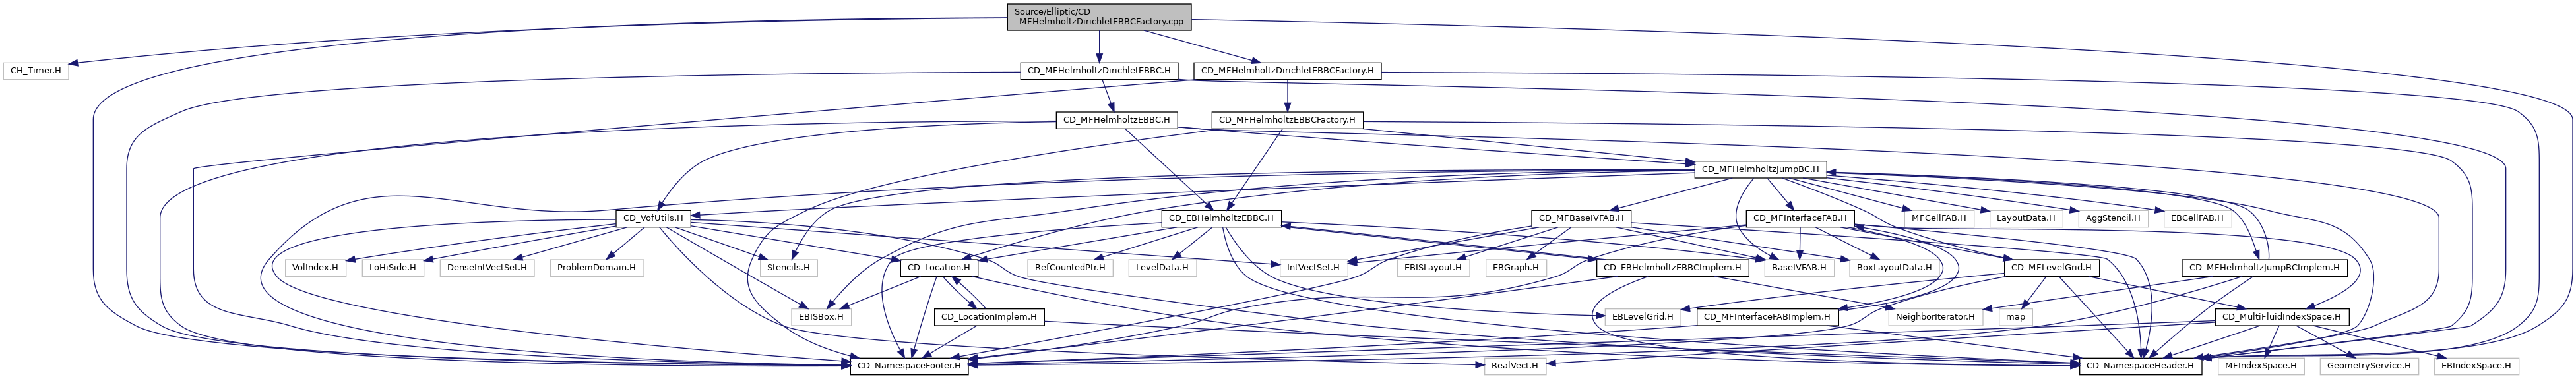 Source/Elliptic/CD
_MFHelmholtzDirichletEBBCFactory.cpp
CH_Timer.H
CD_MFHelmholtzDirichletEBBC.H
CD_MFHelmholtzDirichletEBBCFactory.H
CD_MFHelmholtzEBBC.H
CD_MFHelmholtzEBBCFactory.H
CD_MFHelmholtzJumpBC.H
CD_VofUtils.H
CD_EBHelmholtzEBBC.H
CD_MFBaseIVFAB.H
CD_MFInterfaceFAB.H
MFCellFAB.H
LayoutData.H
AggStencil.H
EBCellFAB.H
VolIndex.H
LoHiSide.H
DenseIntVectSet.H
ProblemDomain.H
Stencils.H
CD_Location.H
RefCountedPtr.H
LevelData.H
IntVectSet.H
EBISLayout.H
EBGraph.H
CD_EBHelmholtzEBBCImplem.H
BaseIVFAB.H
BoxLayoutData.H
CD_MFLevelGrid.H
CD_MFHelmholtzJumpBCImplem.H
EBISBox.H
CD_LocationImplem.H
EBLevelGrid.H
CD_MFInterfaceFABImplem.H
NeighborIterator.H
map
CD_MultiFluidIndexSpace.H
CD_NamespaceFooter.H
RealVect.H
CD_NamespaceHeader.H
MFIndexSpace.H
GeometryService.H
EBIndexSpace.H